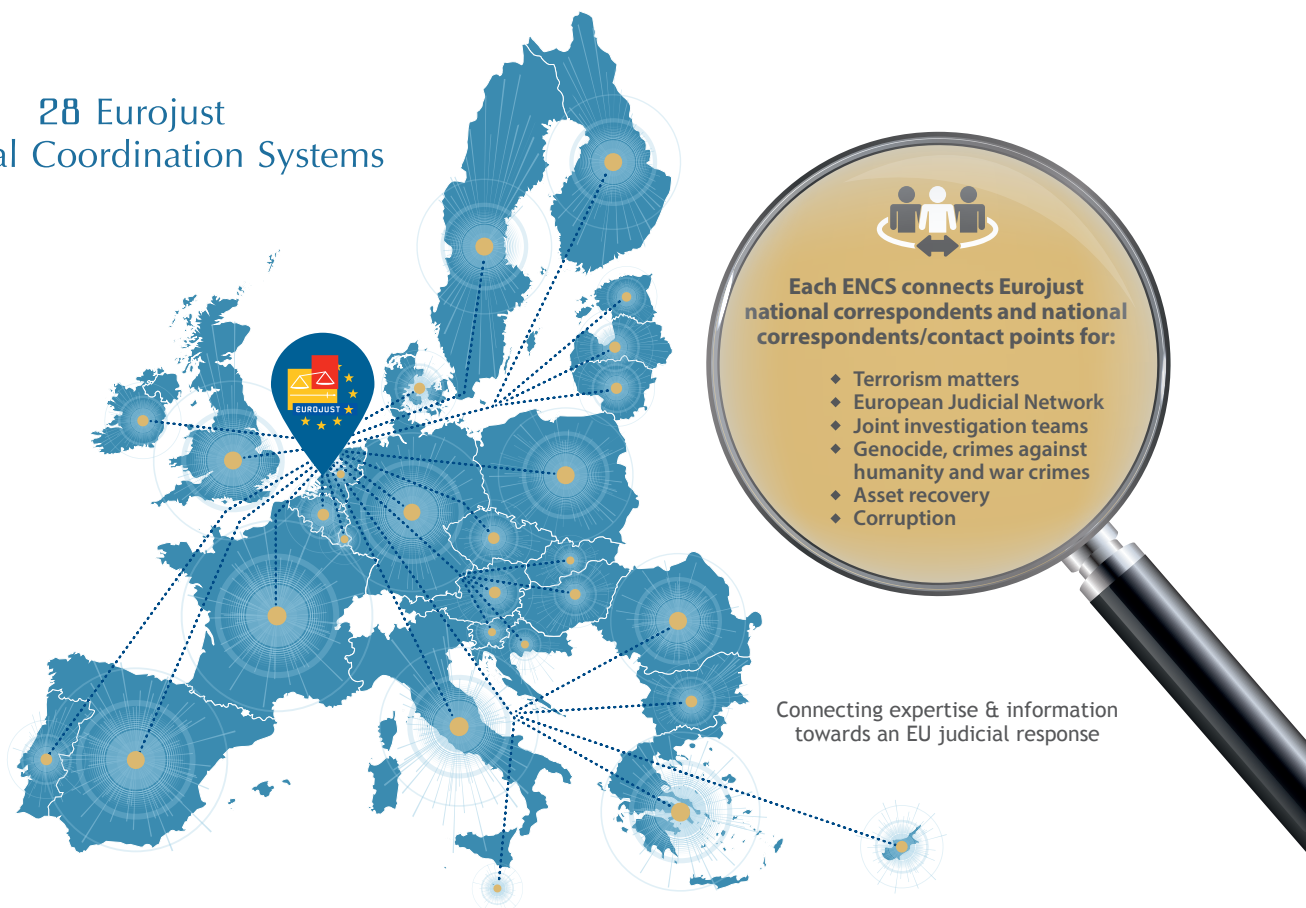 28 Eurojust
al Coordination Systems
EUROJUST
Each ENCS connects Eurojust
national correspondents and national
correspondents/contact points for:
◆ Terrorism matters
◆ European Judicial Network
◆ Joint investigation teams
◆ Genocide, crimes against
humanity and war crimes
◆ Asset recovery
◆ Corruption
Connecting expertise & information
towards an EU judicial response